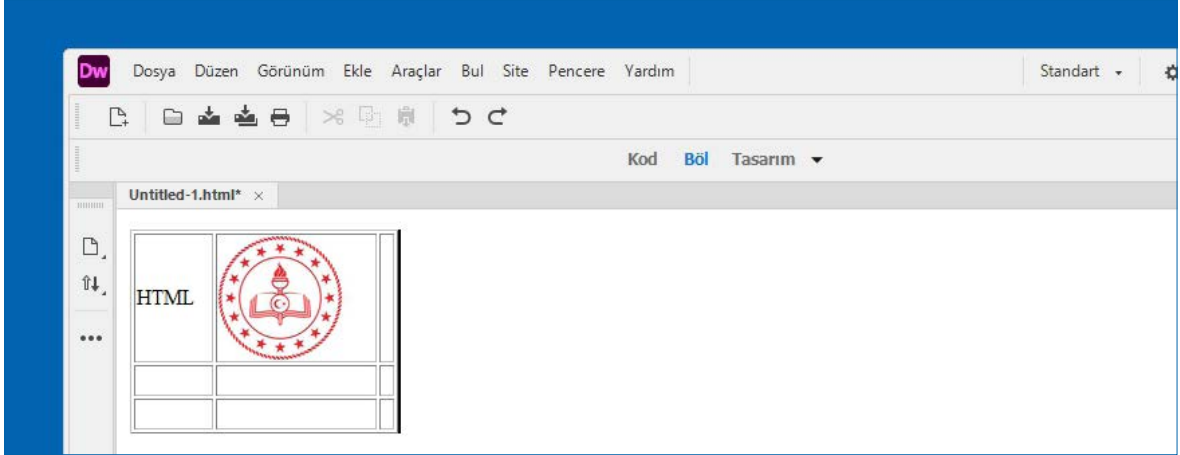 Dw Dosya Düzen Görünüm Ekle Araçlar Bul Site Pencere Yardım Standart
Kod Böl Tasarım
Untitled-1.html* ×
HTML